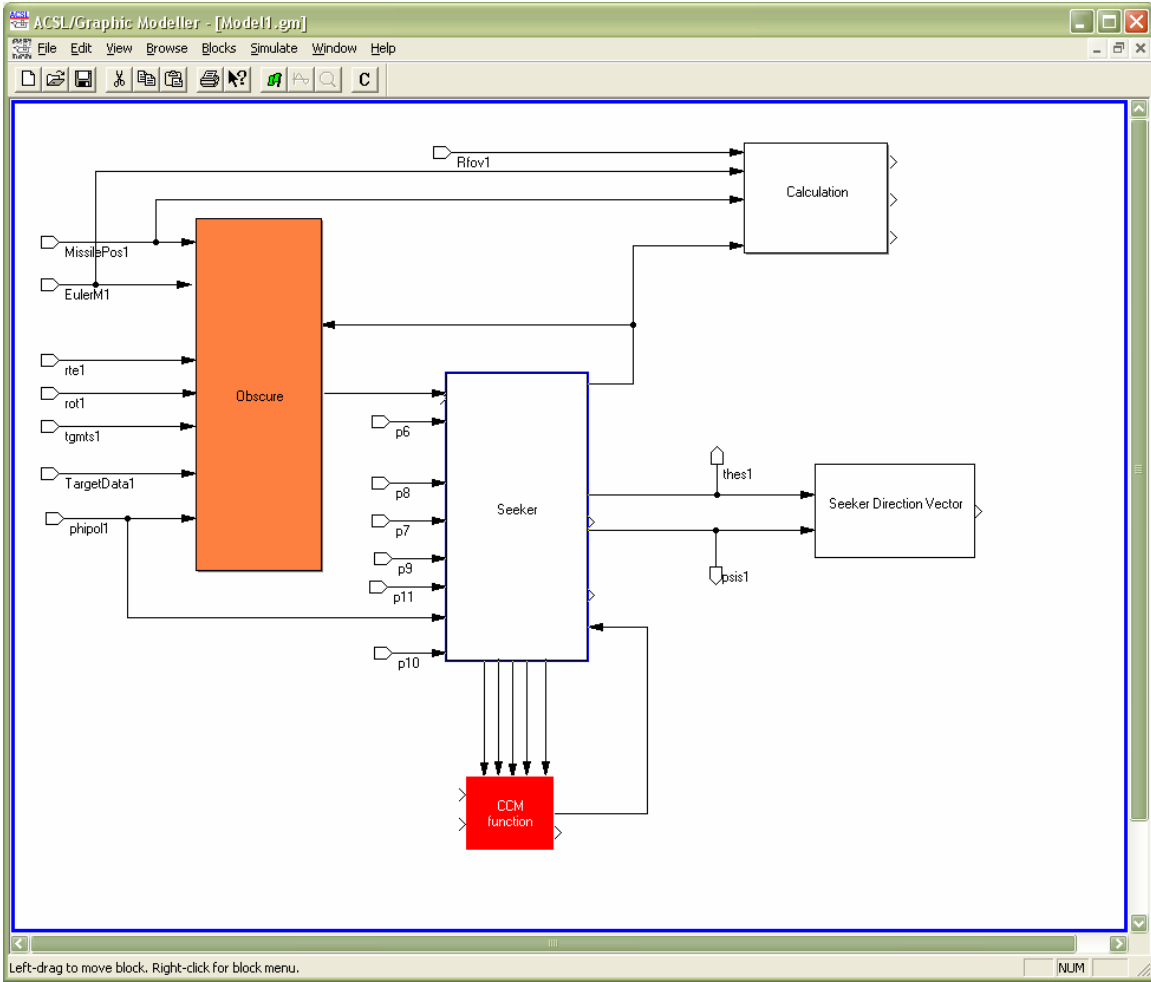 ACSL/Graphic Modeller - [Model1.gm]
File Edit View Browse Blocks Simulate Window Help
C
Rfov1
Calculation
MissilePos1
EulerM1
rte1
Obscure
rot1
tgmts1
p6
thes1
TargetData1
p8
Seeker Direction Vector
Seeker
phipol1
p7
p9
psis1
p11
p10
CCM
function
Left-drag to move block. Right-click for block menu.
NUM